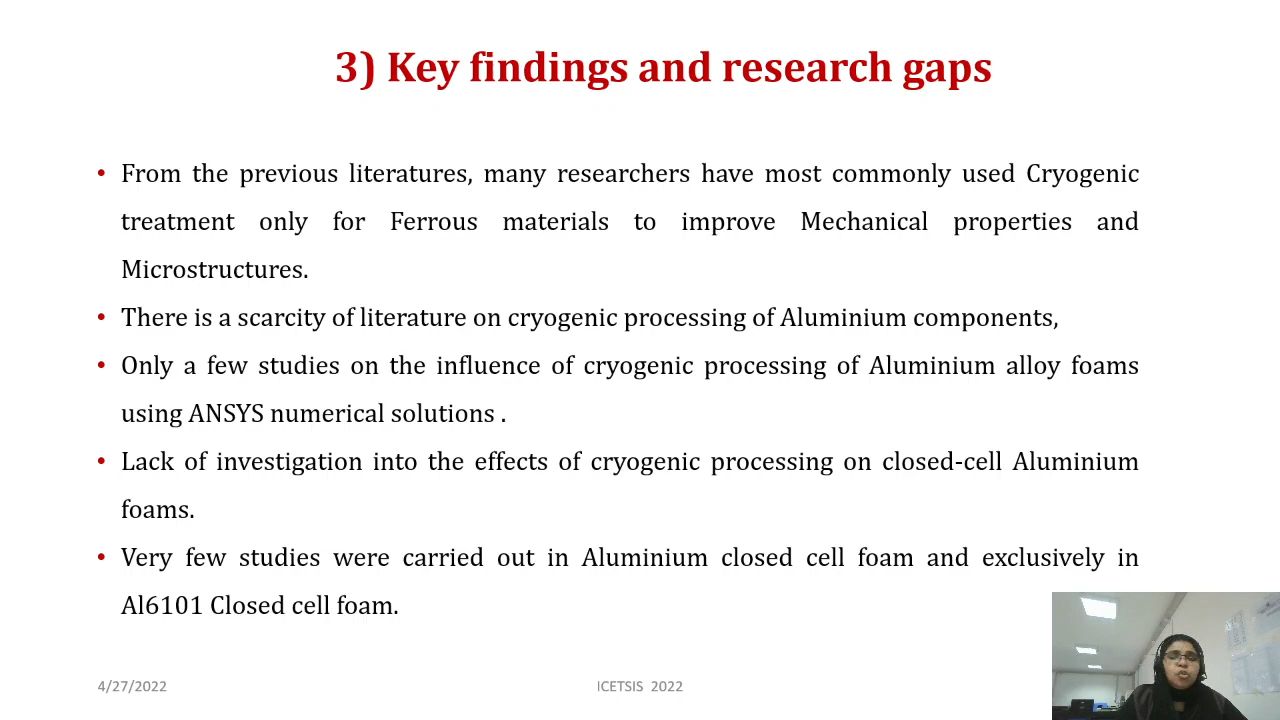 3) Key findings and research gaps
• From the previous literatures, many researchers have most commonly used Cryogenic
treatment only for Ferrous materials to improve Mechanical properties and
Microstructures.
• There is a scarcity of literature on cryogenic processing of Aluminium components,
• Only a few studies on the influence of cryogenic processing of Aluminium alloy foams
using ANSYS numerical solutions .
• Lack of investigation into the effects of cryogenic processing on closed-cell Aluminium
foams.
• Very few studies were carried out in Aluminium closed cell foam and exclusively in
Al6101 Closed cell foam.
4/27/2022
ICETSIS 2022